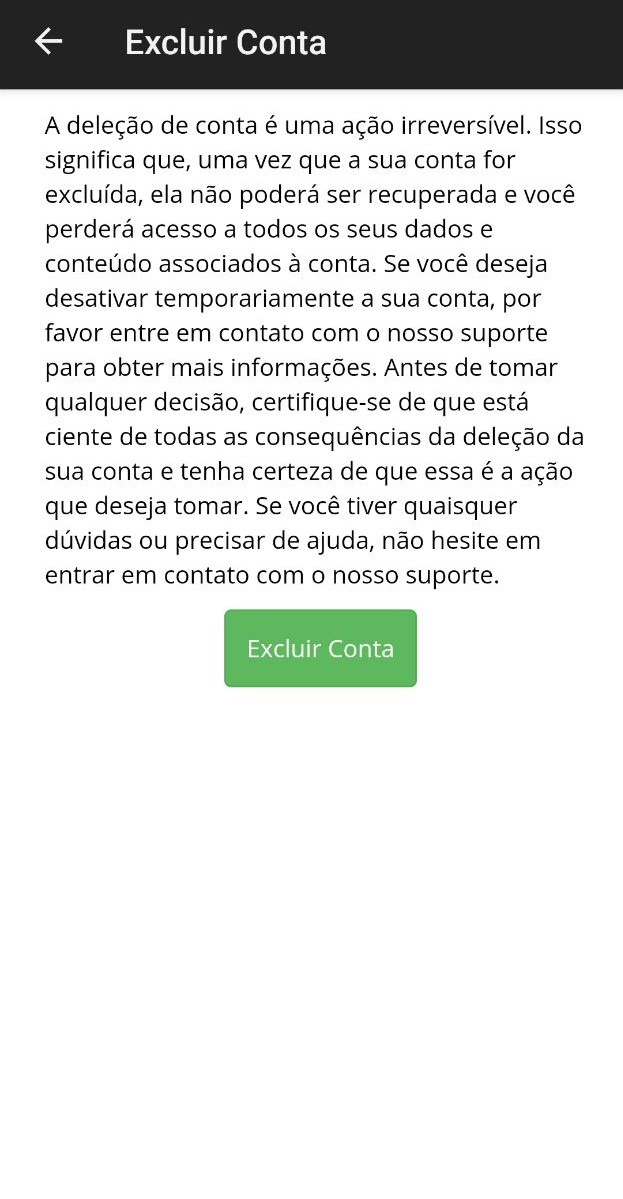 Excluir Conta
A deleção de conta é uma ação irreversível. Isso
significa que, uma vez que a sua conta for
excluída, ela não poderá ser recuperada e você
perderá acesso a todos os seus dados e
conteúdo associados à conta. Se você deseja
desativar temporariamente a sua conta, por
favor entre em contato com o nosso suporte
para obter mais informações. Antes de tomar
qualquer decisão, certifique-se de que está
ciente de todas as consequências da deleção da
sua conta e tenha certeza de que essa é a ação
que deseja tomar. Se você tiver quaisquer
dúvidas ou precisar de ajuda, não hesite em
entrar em contato com o nosso suporte.
Excluir Conta